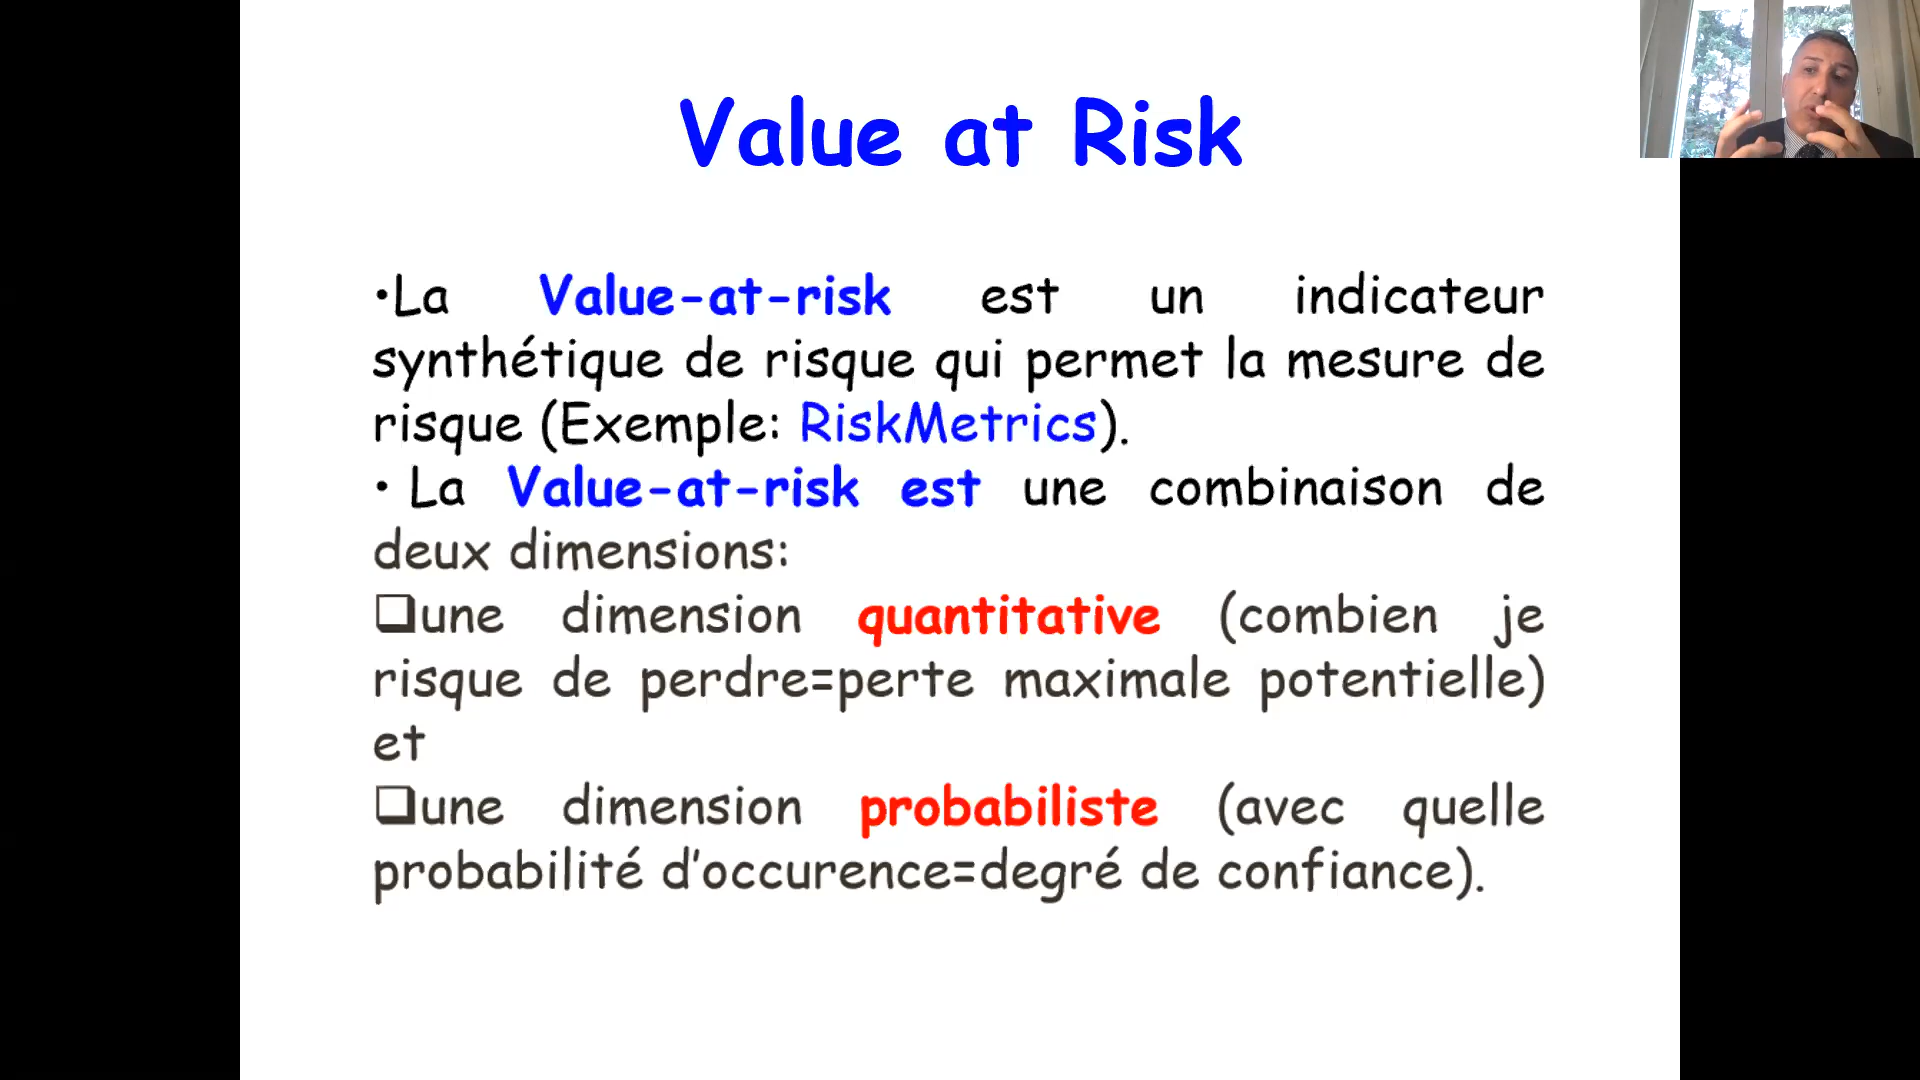 Value at Risk
•La Value-at-risk est un indicateur
synthétique de risque qui permet la mesure de
risque (Exemple: RiskMetrics).
• La Value-at-risk est une combinaison de
deux dimensions:
❑une dimension quantitative (combien je
risque de perdre=perte maximale potentielle)
et
❑une dimension probabiliste (avec quelle
probabilité d’occurence=degré de confiance).